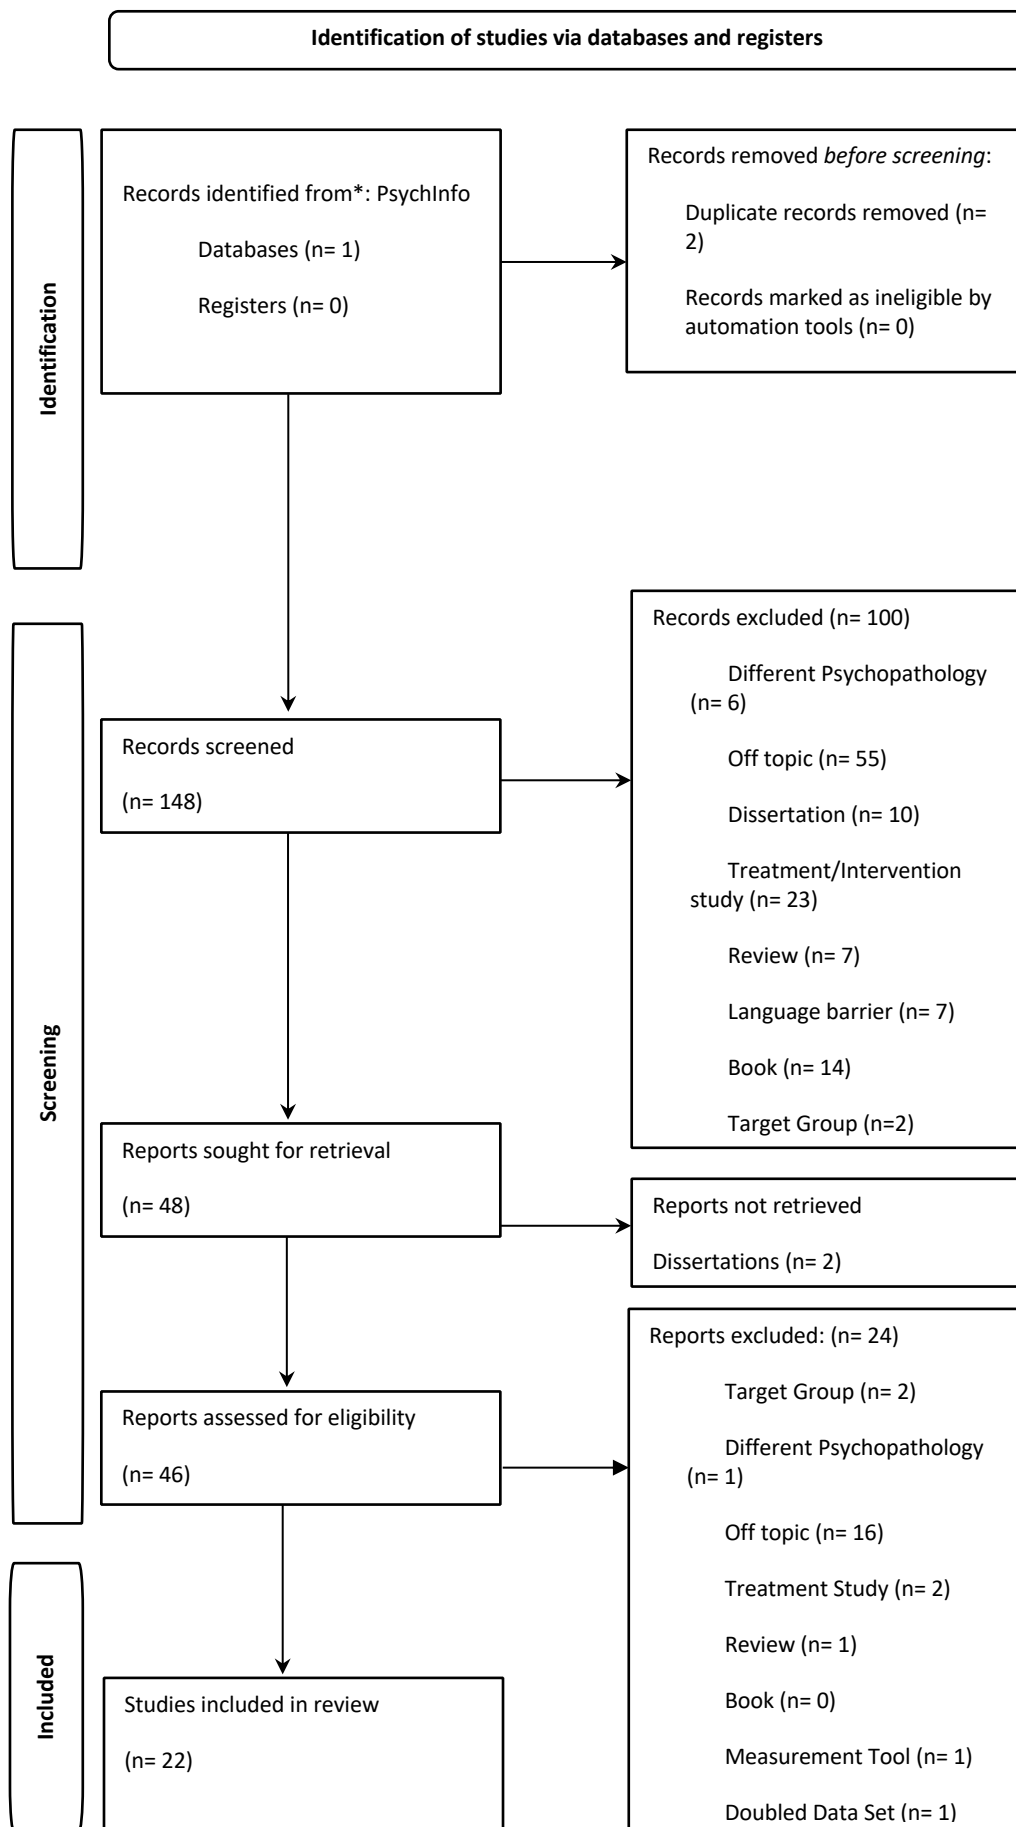 Identification of studies via databases and registers
Identification
Records identified from*: PsychInfo
Databases (n= 1)
Registers (n= 0)
Records removed before screening:
Duplicate records removed (n=
2)
Records marked as ineligible by
automation tools (n= 0)
Screening
Records screened
(n= 148)
Records excluded (n= 100)
Different Psychopathology
(n= 6)
Off topic (n= 55)
Dissertation (n= 10)
Treatment/Intervention
study (n= 23)
Review (n= 7)
Language barrier (n= 7)
Book (n= 14)
Target Group (n=2)
Reports sought for retrieval
(n= 48)
Reports not retrieved
Dissertations (n= 2)
Reports assessed for eligibility
(n= 46)
Reports excluded: (n= 24)
Target Group (n= 2)
Different Psychopathology
(n= 1)
Off topic (n= 16)
Treatment Study (n= 2)
Review (n= 1)
Book (n= 0)
Measurement Tool (n= 1)
Doubled Data Set (n= 1)
Included
Studies included in review
(n= 22)